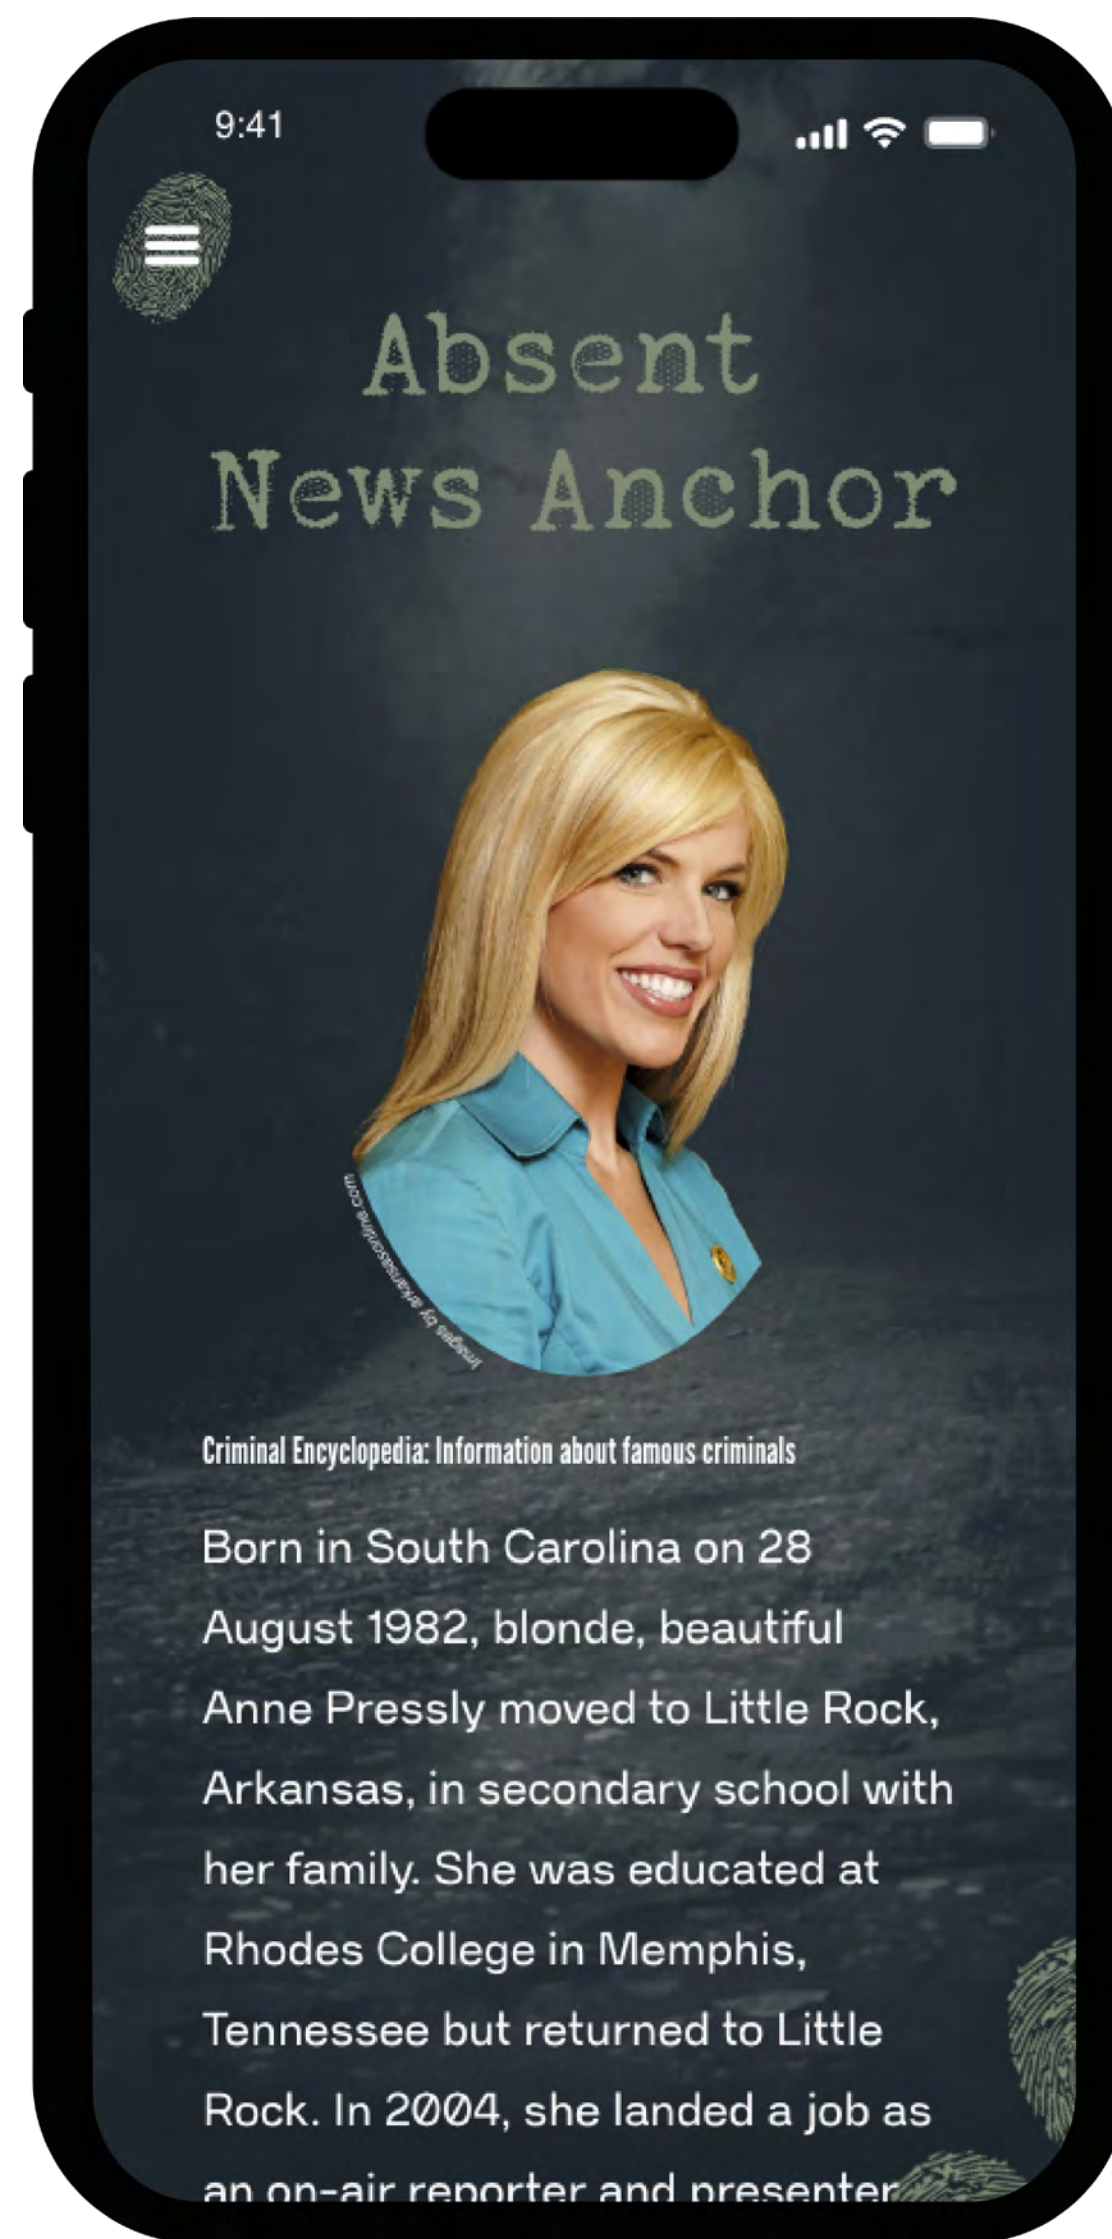 9:41
Absent
News Anchor
Images by arkansasonline.com
Criminal Encyclopedia: Information about famous criminals
Born in South Carolina on 28
August 1982, blonde, beautiful
Anne Pressly moved to Little Rock,
Arkansas, in secondary school with
her family. She was educated at
Rhodes College in Memphis,
Tennessee but returned to Little
Rock. In 2004, she landed a job as
an on-air reporter and presenter